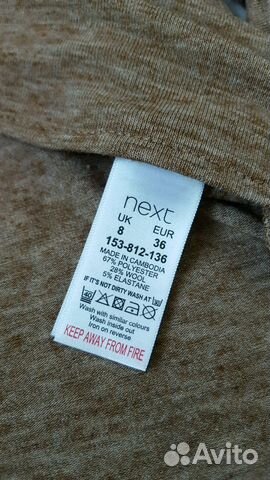 next
UK EUR
8 36
153-812-136
MADE IN CAMBODIA
67% POLYESTER
28% WOOL
5% ELASTANE
IF IT'S NOT DIRTY WASH AT 30
40
Wash with similar colours
Wash inside out
Iron on reverse
KEEP AWAY FROM FIRE
Avito